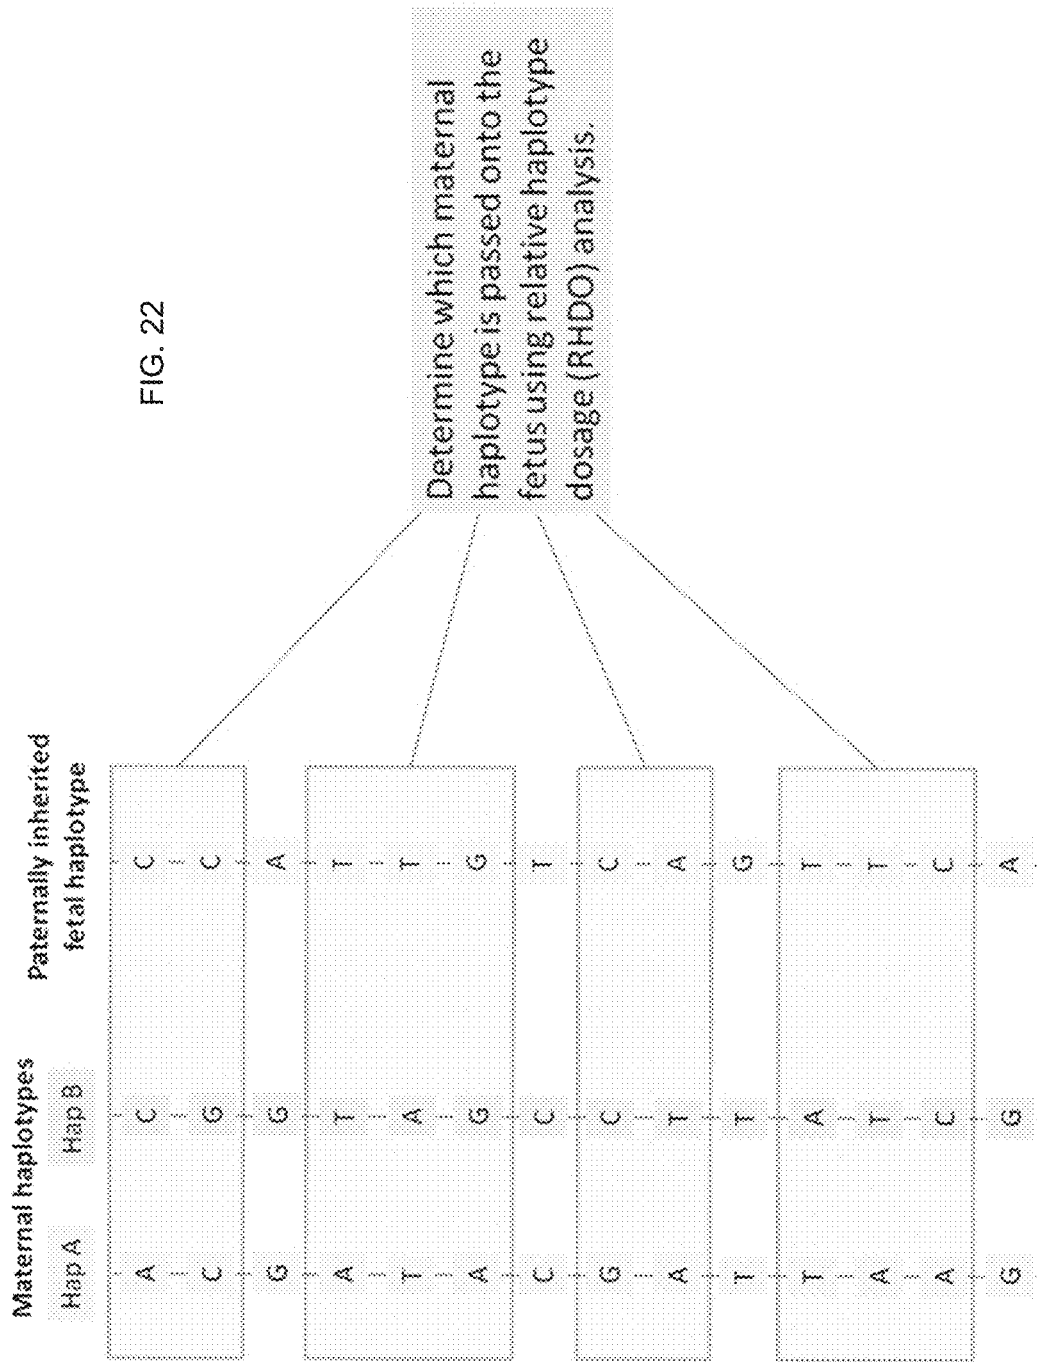 FIG. 22
Maternal haplotypes
Paternally inherited
fetal haplotype
Hap A
Hap B
A C C
C G C
G G A
A T T
T A T
A G G
C C T
G C C
A T A
T T G
T A T
A T T
A C C
G G A
Determine which maternal
haplotype is passed onto the
fetus using relative haplotype
dosage (RHDO) analysis.